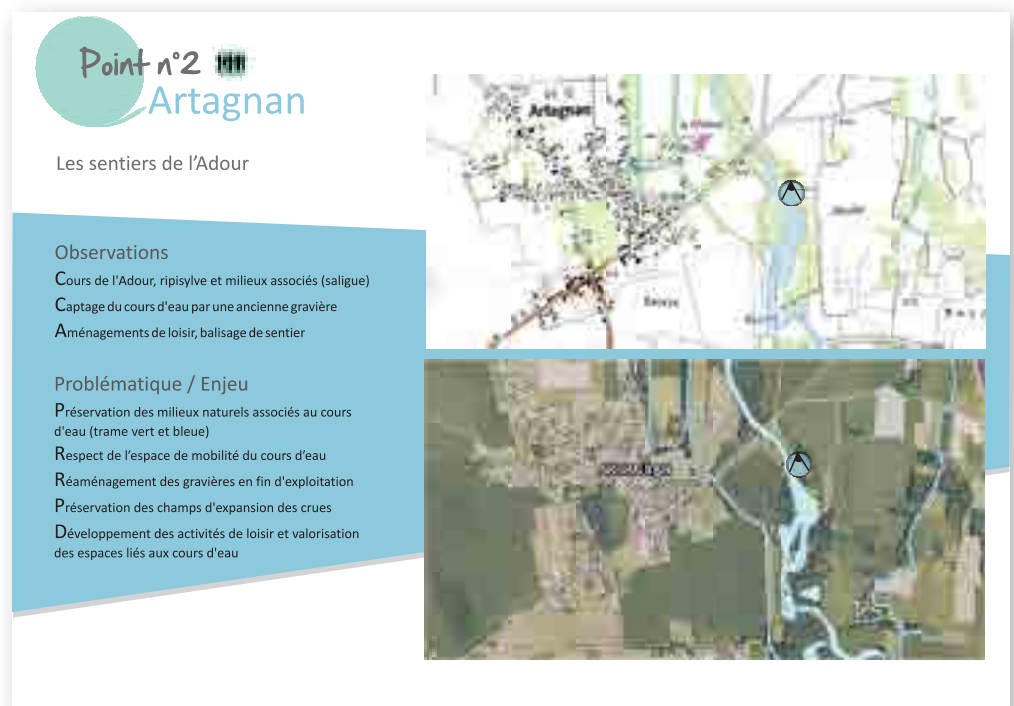 Point n°2
Artagnan
Les sentiers de l'Adour
Observations
Cours de l'Adour, ripisylve et milieux associés (saligue)
Captage du cours d'eau par une ancienne gravière
Aménagements de loisir, balisage de sentier
Problématique / Enjeu
Préservation des milieux naturels associés au cours
d'eau (trame vert et bleue)
Respect de l'espace de mobilité du cours d'eau
Réaménagement des gravières en fin d'exploitation
Préservation des champs d'expansion des crues
Développement des activités de loisir et valorisation
des espaces liés aux cours d'eau
Artagnan